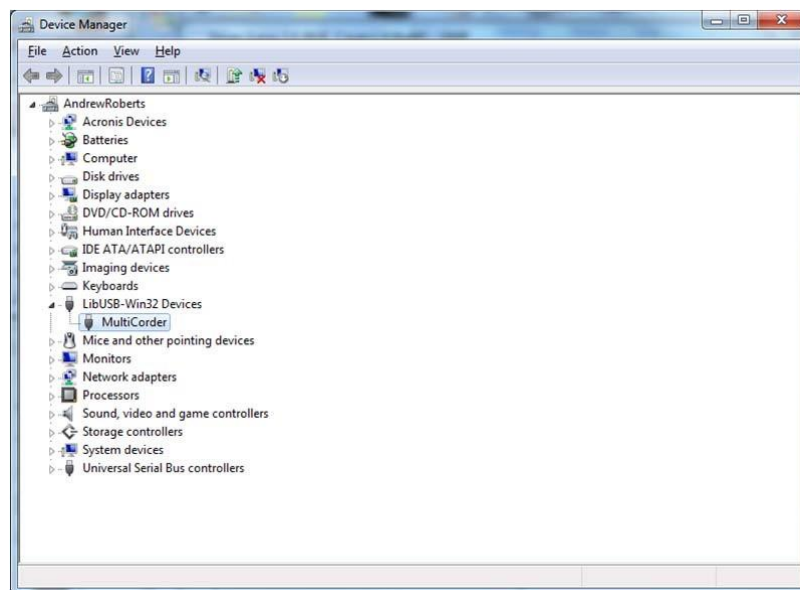 Device Manager
File Action View Help
AndrewRoberts
Acronis Devices
Batteries
Computer
Disk drives
Display adapters
DVD/CD-ROM drives
Human Interface Devices
IDE ATA/ATAPI controllers
Imaging devices
Keyboards
LibUSB-Win32 Devices
MultiCorder
Mice and other pointing devices
Monitors
Network adapters
Processors
Sound, video and game controllers
Storage controllers
System devices
Universal Serial Bus controllers